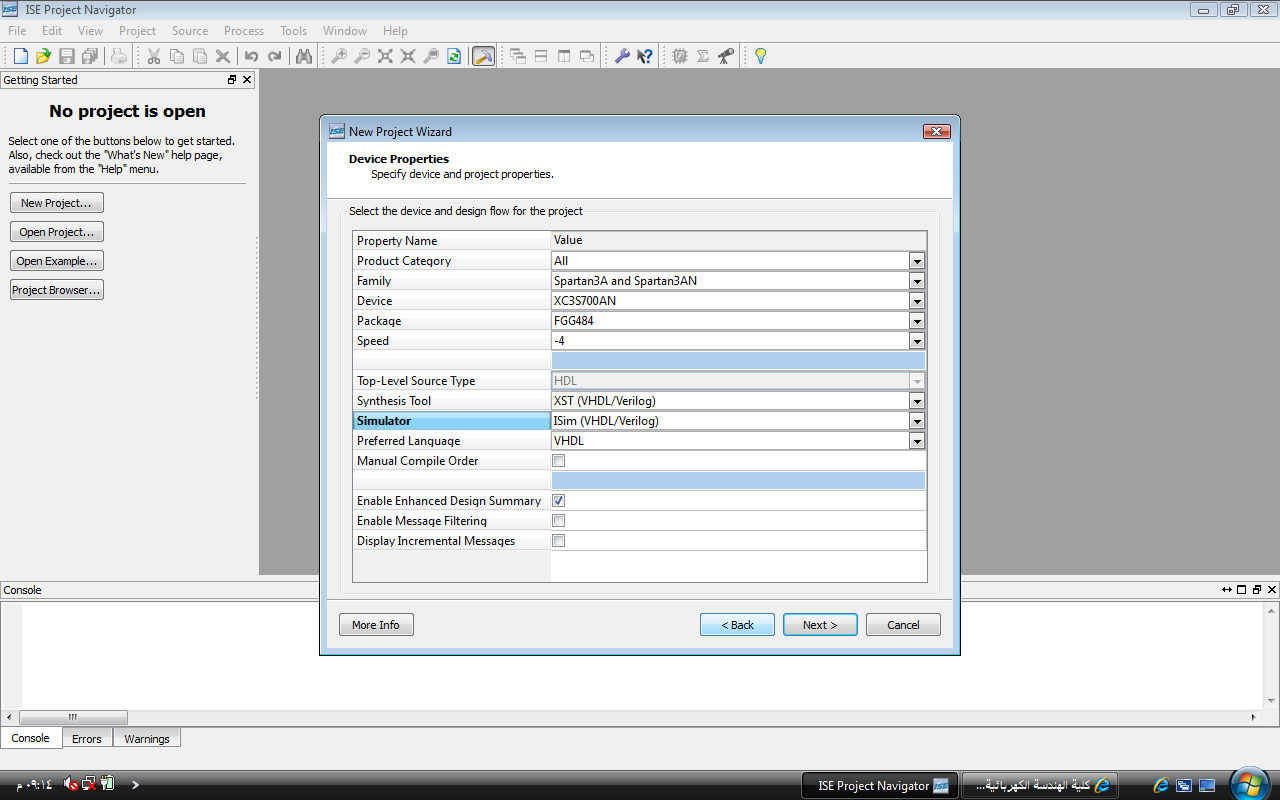 ISE Project Navigator
File Edit View Project Source Process Tools Window Help
Getting Started
No project is open
Select one of the buttons below to get started.
Also, check out the "What's New" help page,
available from the "Help" menu.
New Project...
Open Project...
Open Example...
Project Browser...
ISE New Project Wizard
Device Properties
Specify device and project properties.
Select the device and design flow for the project
Property Name Value
Product Category All
Family Spartan3A and Spartan3AN
Device XC3S700AN
Package FGG484
Speed -4
Top-Level Source Type HDL
Synthesis Tool XST (VHDL/Verilog)
Simulator ISim (VHDL/Verilog)
Preferred Language VHDL
Manual Compile Order
Enable Enhanced Design Summary
Enable Message Filtering
Display Incremental Messages
More Info < Back Next > Cancel
Console
Console Errors Warnings
٠٩:١٤ م ISE Project Navigator كلية الهندسة الكهربائية...